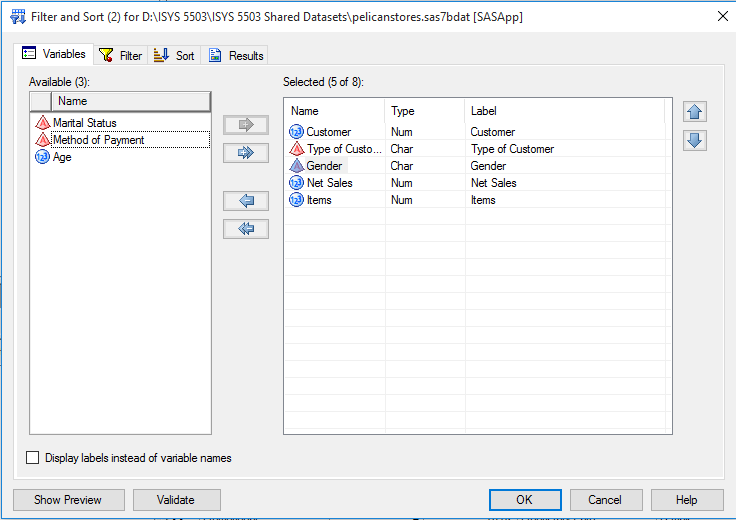 Filter and Sort (2) for D:\ISYS 5503\ISYS 5503 Shared Datasets\pelicanstores.sas7bdat [SASApp]
Variables Filter Sort Results
Available (3): Selected (5 of 8):
Name
Marital Status
Method of Payment
Age
Name Type Label
Customer Num Customer
Type of Custo... Char Type of Customer
Gender Char Gender
Net Sales Num Net Sales
Items Num Items
Display labels instead of variable names
Show Preview Validate OK Cancel Help